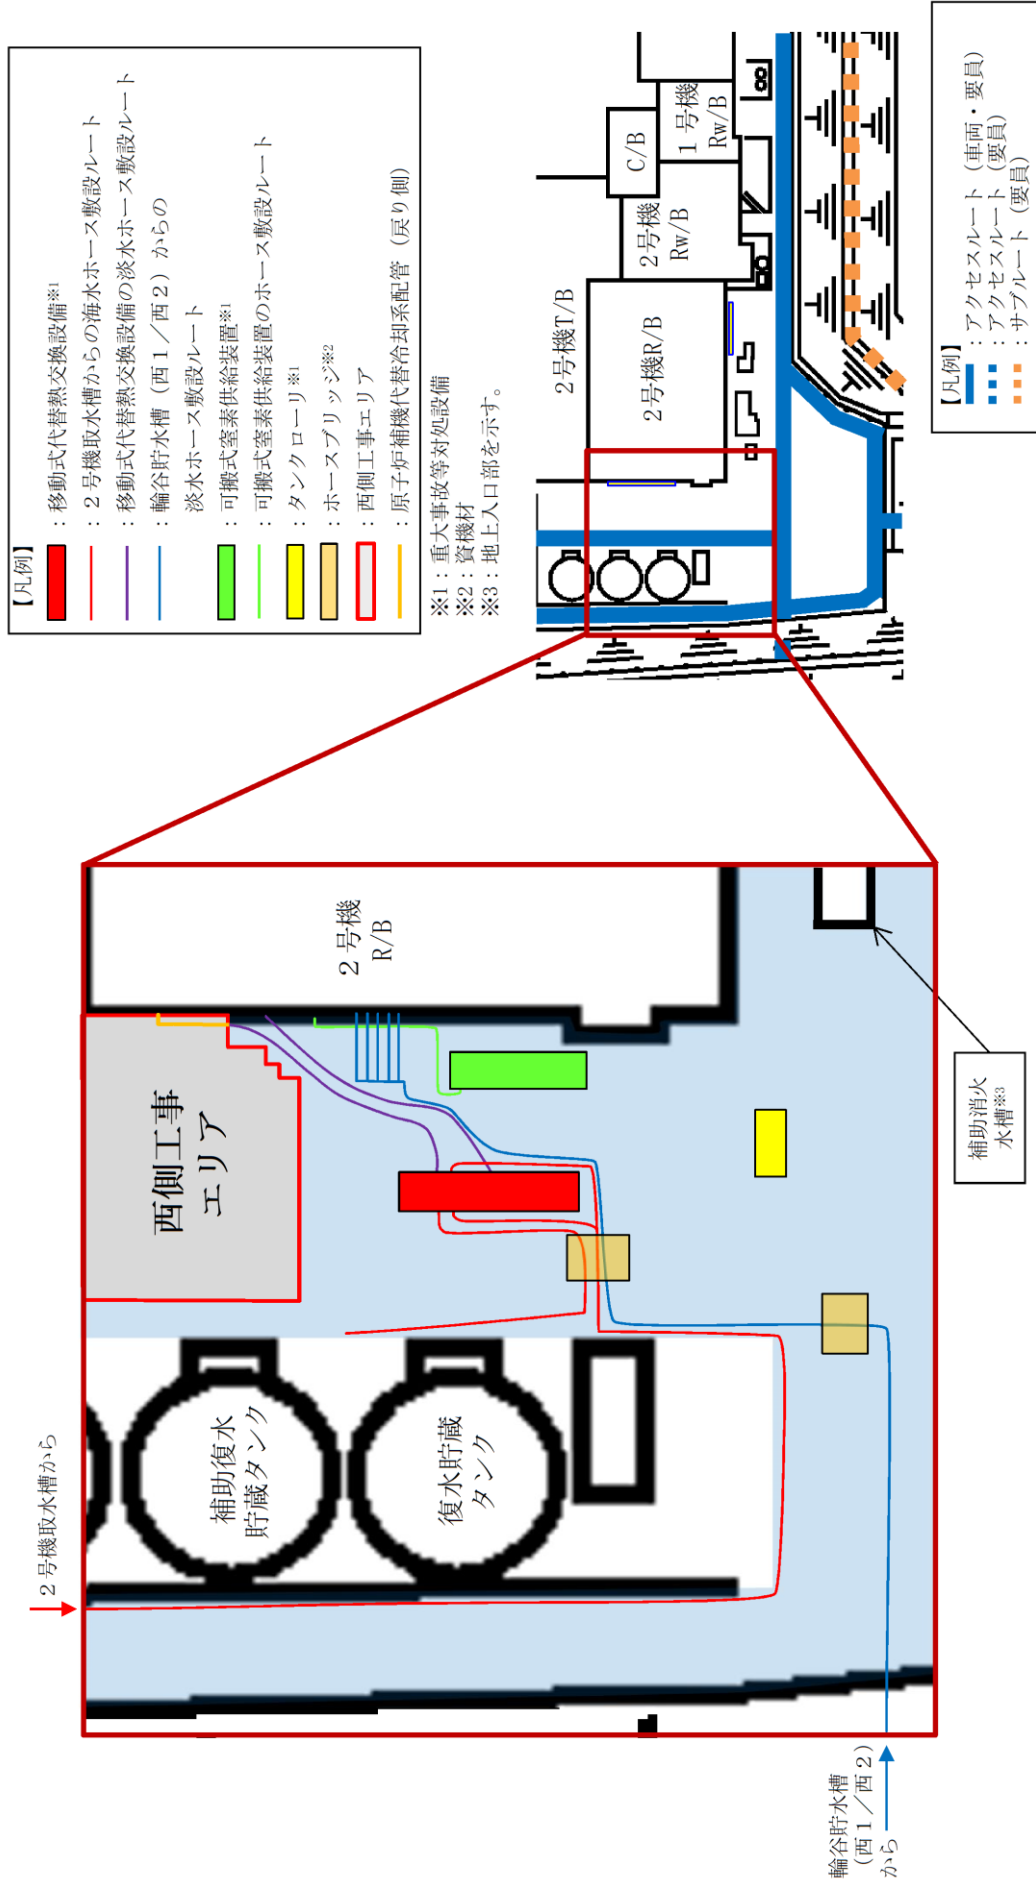 ２号機取水槽から
補助復水
貯蔵タンク
復水貯蔵
タンク
西側工事
エリア
２号機
R/B
輪谷貯水槽
（西１／西２）
から
補助消火
水槽※3
【凡例】
：移動式代替熱交換設備※1
：２号機取水槽からの海水ホース敷設ルート
：移動式代替熱交換設備の淡水ホース敷設ルート
：輪谷貯水槽（西１／西２）からの
淡水ホース敷設ルート
：可搬式窒素供給装置※1
：可搬式窒素供給装置のホース敷設ルート
：タンクローリ※1
：ホースブリッジ※2
：西側工事エリア
：原子炉補機代替冷却系配管（戻り側）
※1：重大事故等対処設備
※2：資機材
※3：地上入口部を示す。
2号機T/B
2号機R/B
2号機
Rw/B
C/B
１号機
Rw/B
【凡例】
：アクセスルート（車両・要員）
：アクセスルート（要員）
：サブルート（要員）